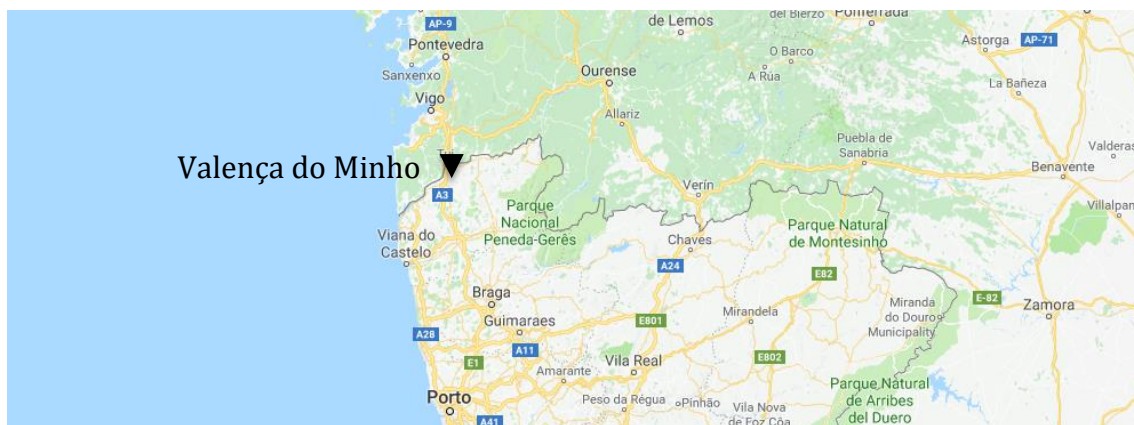 de Lemos
del Bierzo
Ponferrada
AP-9
Pontevedra
Astorga
AP-71
O Barco
Sanxenxo
Ourense
A Rúa
La Bañeza
Vigo
Allariz
Puebla de
Sanabria
Valderas
Valença do Minho
Benavente
A3
Verín
Villalpan
Parque
Nacional
Peneda-Gerês
Parque Natural
de Montesinho
Viana do
Castelo
Chaves
A24
E82
E-82
Braga
Miranda
do Douro
Municipality
Zamora
Mirandela
Guimaraes
E801
A28
A11
E802
E1
Vila Real
Amarante
Parque Natural
de Arribes
del Duero
Porto
Peso da Régua
Pinhão
Vila Nova
de Foz Côa
A41